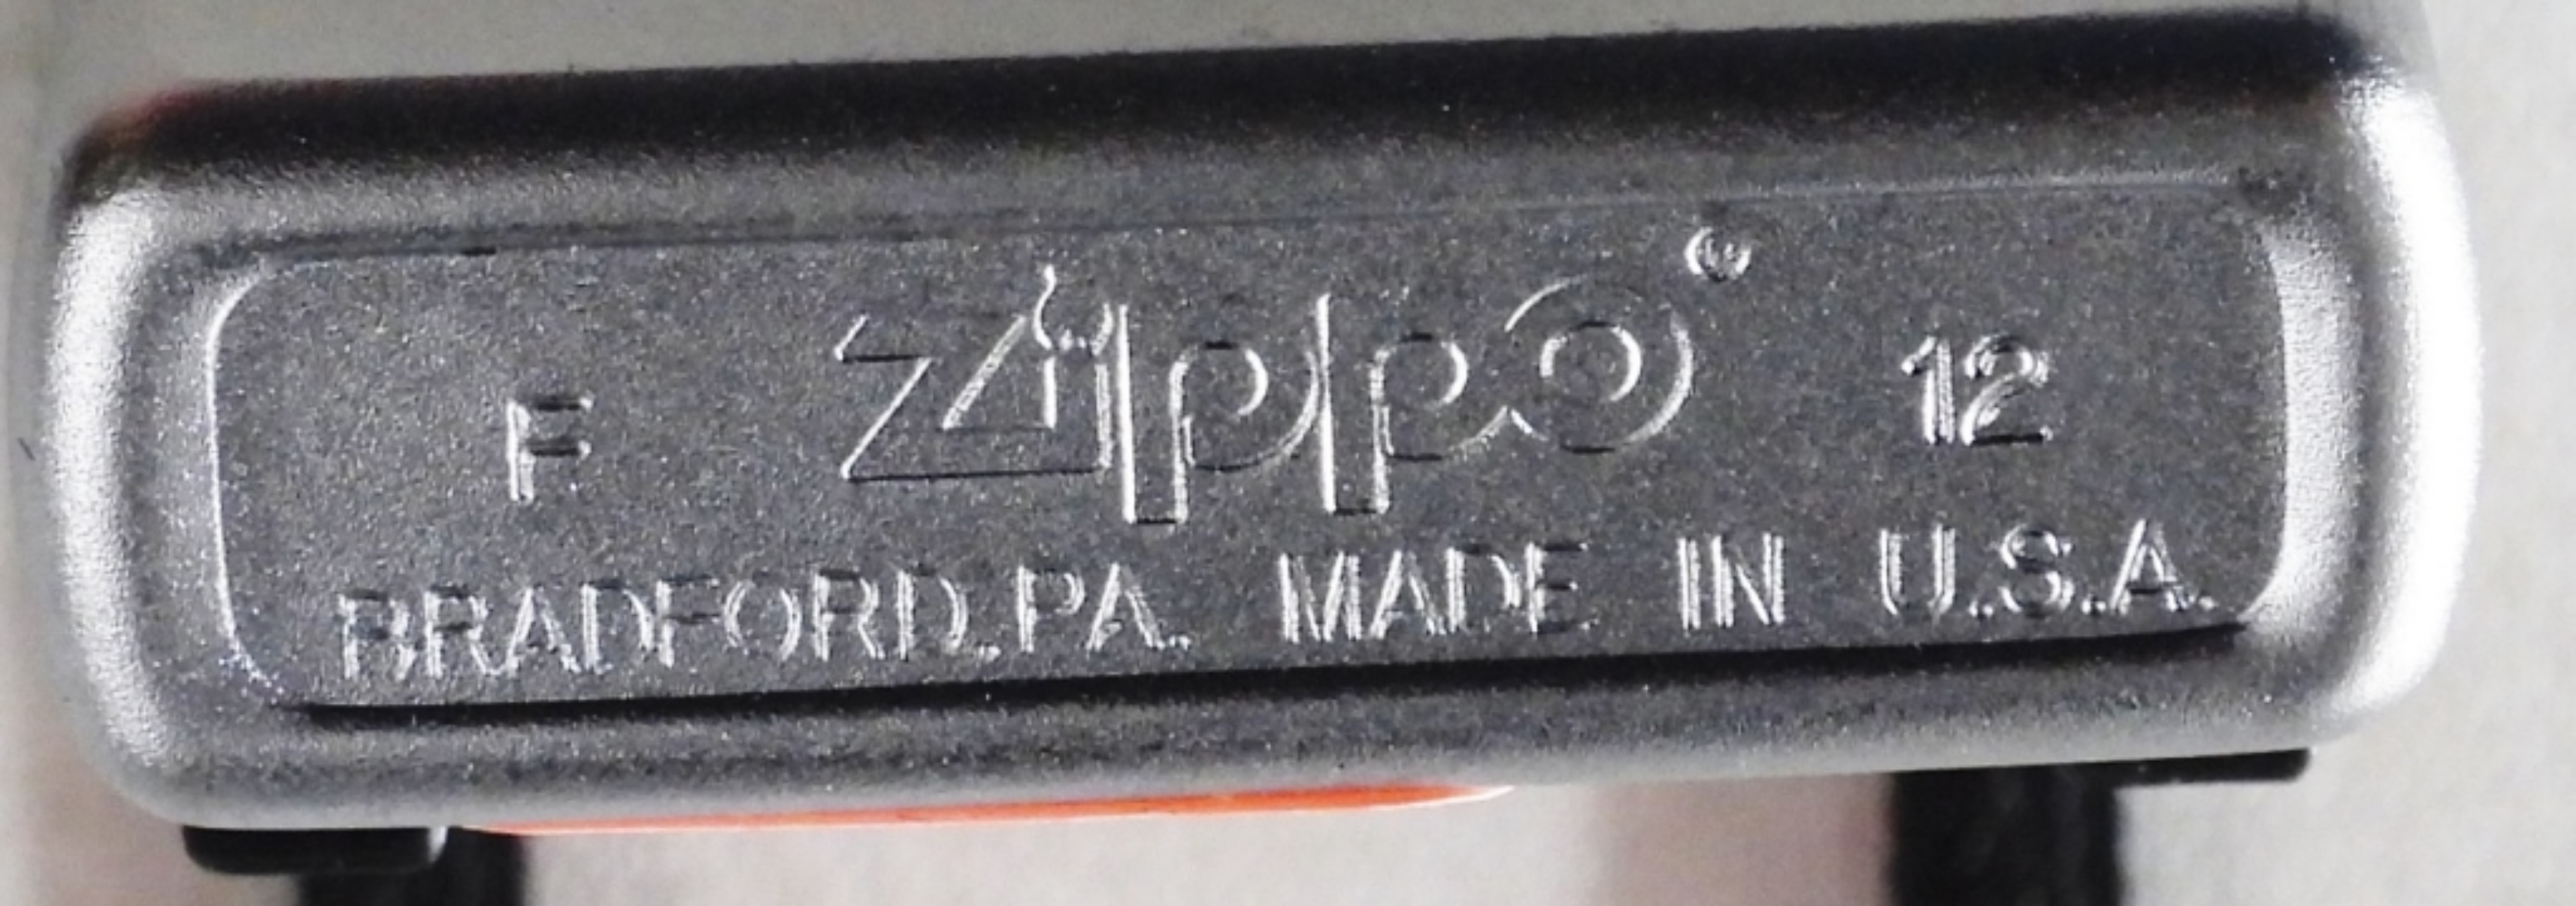 F Zippo ® 12
BRADFORD, PA. MADE IN U.S.A.